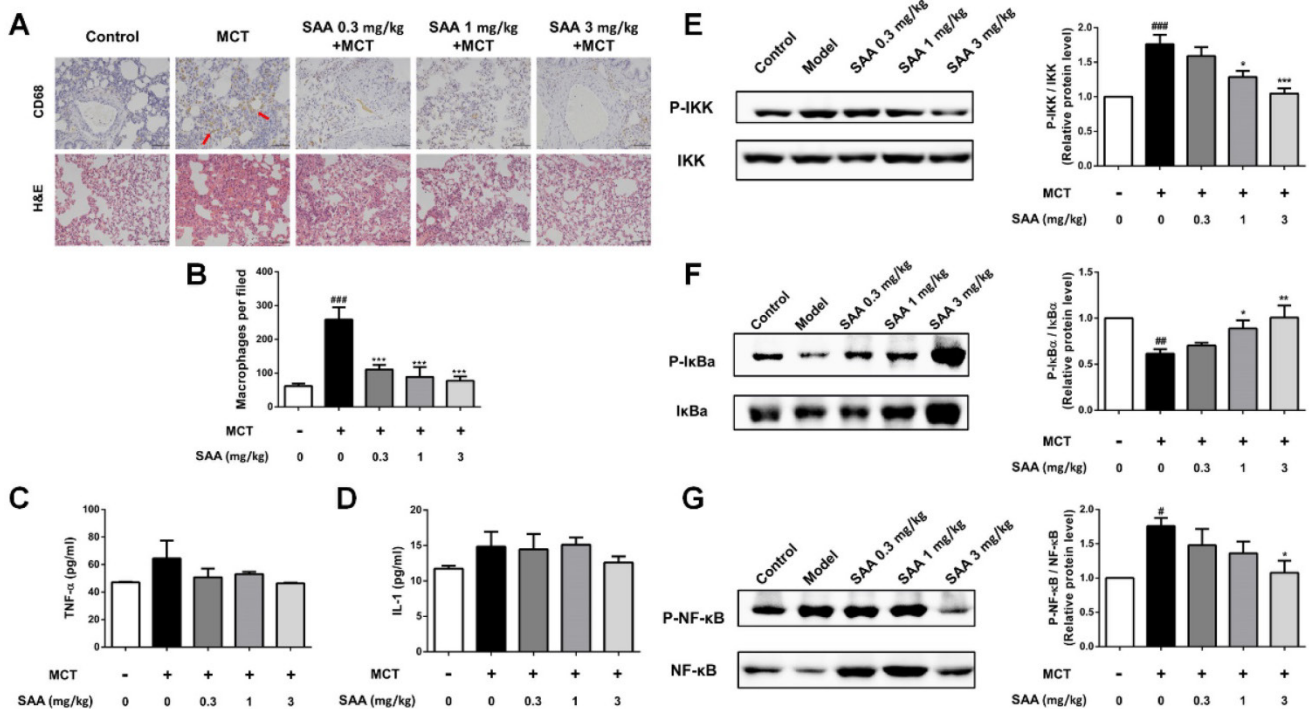 A
Control
MCT
SAA 0.3 mg/kg
+MCT
SAA 1 mg/kg
+MCT
SAA 3 mg/kg
+MCT
CD68
H&E
B
Macrophages per filed
400
300
200
100
0
###
***
***
***
MCT - + + + +
SAA (mg/kg) 0 0 0.3 1 3
C
TNF-α (pg/ml)
100
80
60
40
20
0
MCT - + + + +
SAA (mg/kg) 0 0 0.3 1 3
D
IL-1 (pg/ml)
20
15
10
5
0
MCT - + + + +
SAA (mg/kg) 0 0 0.3 1 3
E
Control
Model
SAA 0.3 mg/kg
SAA 1 mg/kg
SAA 3 mg/kg
P-IKK
IKK
P-IKK / IKK
(Relative protein level)
2.0
1.5
1.0
0.5
0.0
###
*
***
MCT - + + + +
SAA (mg/kg) 0 0 0.3 1 3
F
Control
Model
SAA 0.3 mg/kg
SAA 1 mg/kg
SAA 3 mg/kg
P-IκBa
IκBa
P-IκBα / IκBα
(Relative protein level)
1.5
1.0
0.5
0.0
##
*
**
MCT - + + + +
SAA (mg/kg) 0 0 0.3 1 3
G
Control
Model
SAA 0.3 mg/kg
SAA 1 mg/kg
SAA 3 mg/kg
P-NF-κB
NF-κB
P-NF-κB / NF-κB
(Relative protein level)
2.0
1.5
1.0
0.5
0.0
#
*
MCT - + + + +
SAA (mg/kg) 0 0 0.3 1 3